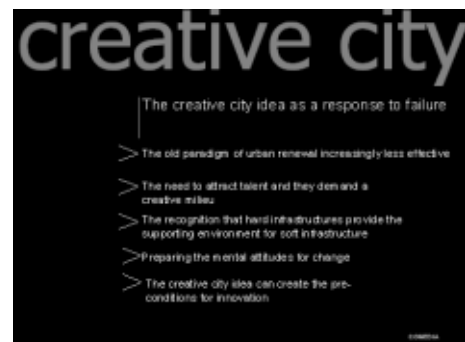 creative city
The creative city idea as a response to failure
The old paradigm of urban renewal increasingly less effective
The need to attract talent and they demand a
creative milieu
The recognition that hard infrastructures provide the
supporting environment for soft infrastructure
Preparing the mental attitudes for change
The creative city idea can create the pre-
conditions for innovation